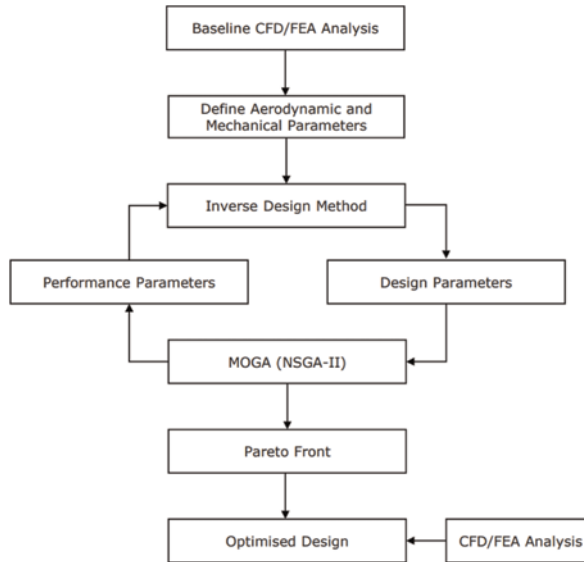 Baseline CFD/FEA Analysis
Define Aerodynamic and
Mechanical Parameters
Inverse Design Method
Performance Parameters
Design Parameters
MOGA (NSGA-II)
Pareto Front
Optimised Design
CFD/FEA Analysis